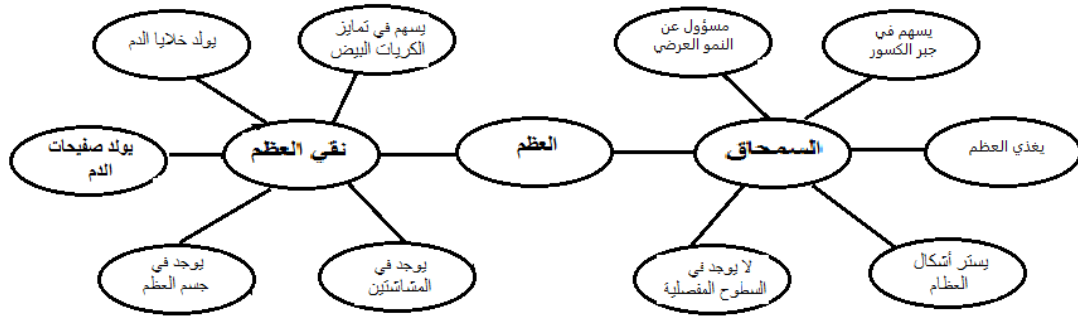 مسؤول عن
النمو العرضي
يسهم في
جبر الكسور
يسهم في تمايز
الكريات البيض
يولد خلايا الدم
يغذي العظم
السمحاق
العظم
نقي العظم
يولد صفيحات
الدم
يستر أشكال
العظام
لا يوجد في
السطوح المفصلية
يوجد في
المشاشتين
يوجد في
جسم العظم